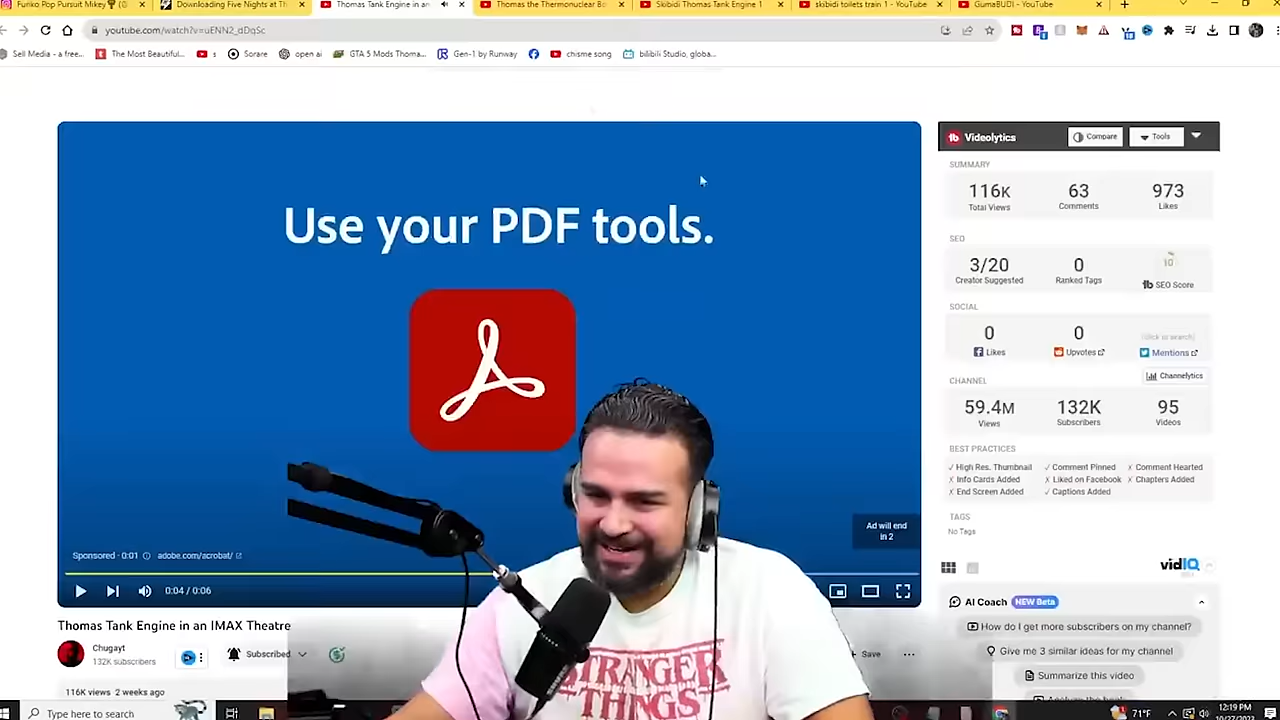 Furiko Pop Pursuit Mikey
Downloading Five Nights at Th
Thomas Tank Engine in an
Thomas the Thermonuclear Bo
Skibidi Thomas Tank Engine 1
skibidi toilets train 1 - YouTube
GumaBUDI - YouTube
youtube.com/watch?v=uENN2_dDqSc
Sell Media - a free...
The Most Beautiful...
s
Sorare
open ai
GTA 5 Mods Thoma...
Gen-1 by Runway
chisme song
bilibili Studio, globa...
Use your PDF tools.
Ad will end
in 2
Sponsored · 0:01
adobe.com/acrobat/
0:04 / 0:06
Thomas Tank Engine in an IMAX Theatre
Chugayt
132K subscribers
Subscribed
Save
116K views 2 weeks ago
STRANGER
THINGS
Videolytics
Compare
Tools
SUMMARY
116K
Total Views
63
Comments
973
Likes
SEO
3/20
Creator Suggested
0
Ranked Tags
10
tb SEO Score
SOCIAL
0
Likes
0
Upvotes
(click to search)
Mentions
Channelytics
CHANNEL
59.4M
Views
132K
Subscribers
95
Videos
BEST PRACTICES
✓ High Res. Thumbnail
✓ Comment Pinned
✗ Comment Hearted
✗ Info Cards Added
✗ Liked on Facebook
✗ Chapters Added
✗ End Screen Added
✓ Captions Added
TAGS
No Tags
vidIQ
AI Coach NEW Beta
How do I get more subscribers on my channel?
Give me 3 similar ideas for my channel
Summarize this video
Type here to search
71°F
12:19 PM
10/27/2023